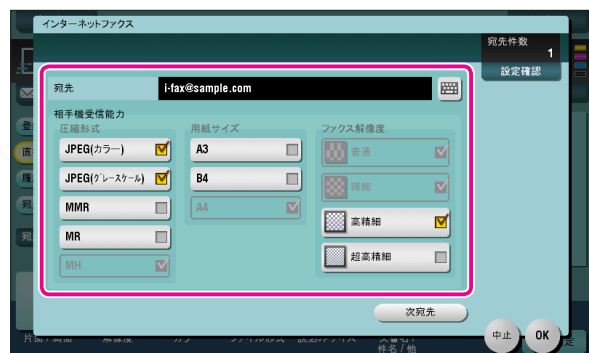 インターネットファクス
宛先件数
1
設定確認
宛先
i-fax@sample.com
相手機受信能力
圧縮形式
用紙サイズ
ファクス解像度
JPEG(カラー)
A3
普通
JPEG(グレースケール)
B4
精細
MMR
A4
高精細
MR
超高精細
MH
次宛先
中止
OK
件名/他